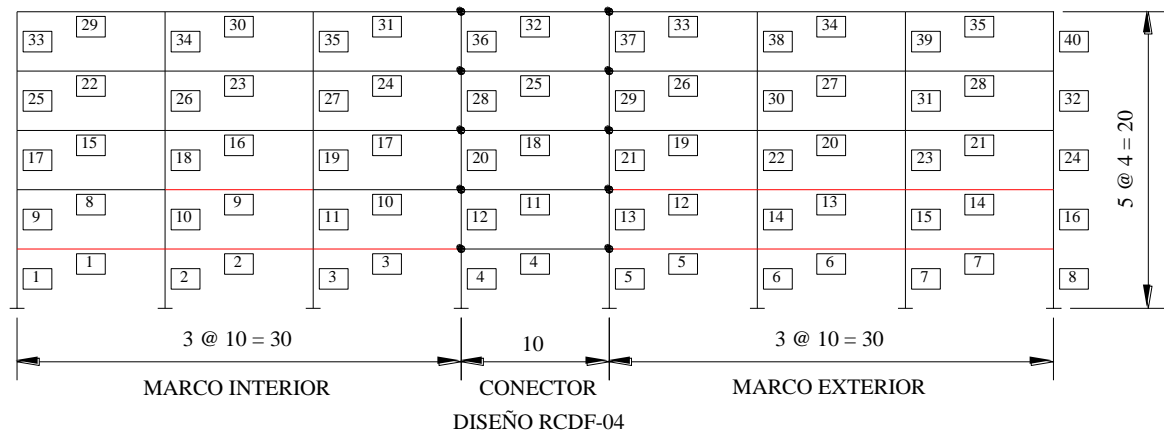 29 30 31 32 33 34 35
33 34 35 36 37 38 39 40
22 23 24 25 26 27 28
25 26 27 28 29 30 31 32
15 16 17 18 19 20 21
17 18 19 20 21 22 23 24
8 9 10 11 12 13 14
9 10 11 12 13 14 15 16
1 2 3 4 5 6 7
1 2 3 4 5 6 7 8
5 @ 4 = 20
3 @ 10 = 30 10 3 @ 10 = 30
MARCO INTERIOR CONECTOR MARCO EXTERIOR
DISEÑO RCDF-04